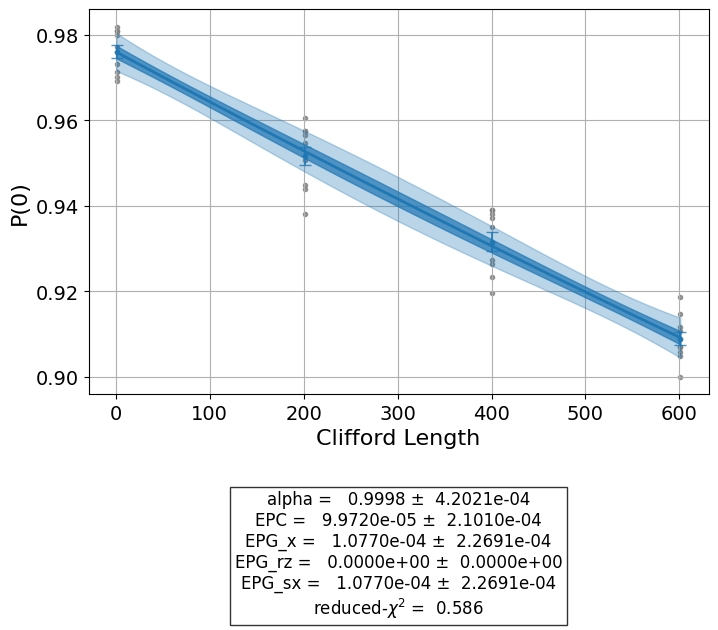 0.98
0.96
0.94
0.92
0.90
P(0)
0 100 200 300 400 500 600
Clifford Length
alpha = 0.9998 ± 4.2021e-04
EPC = 9.9720e-05 ± 2.1010e-04
EPG_x = 1.0770e-04 ± 2.2691e-04
EPG_rz = 0.0000e+00 ± 0.0000e+00
EPG_sx = 1.0770e-04 ± 2.2691e-04
reduced-χ² = 0.586